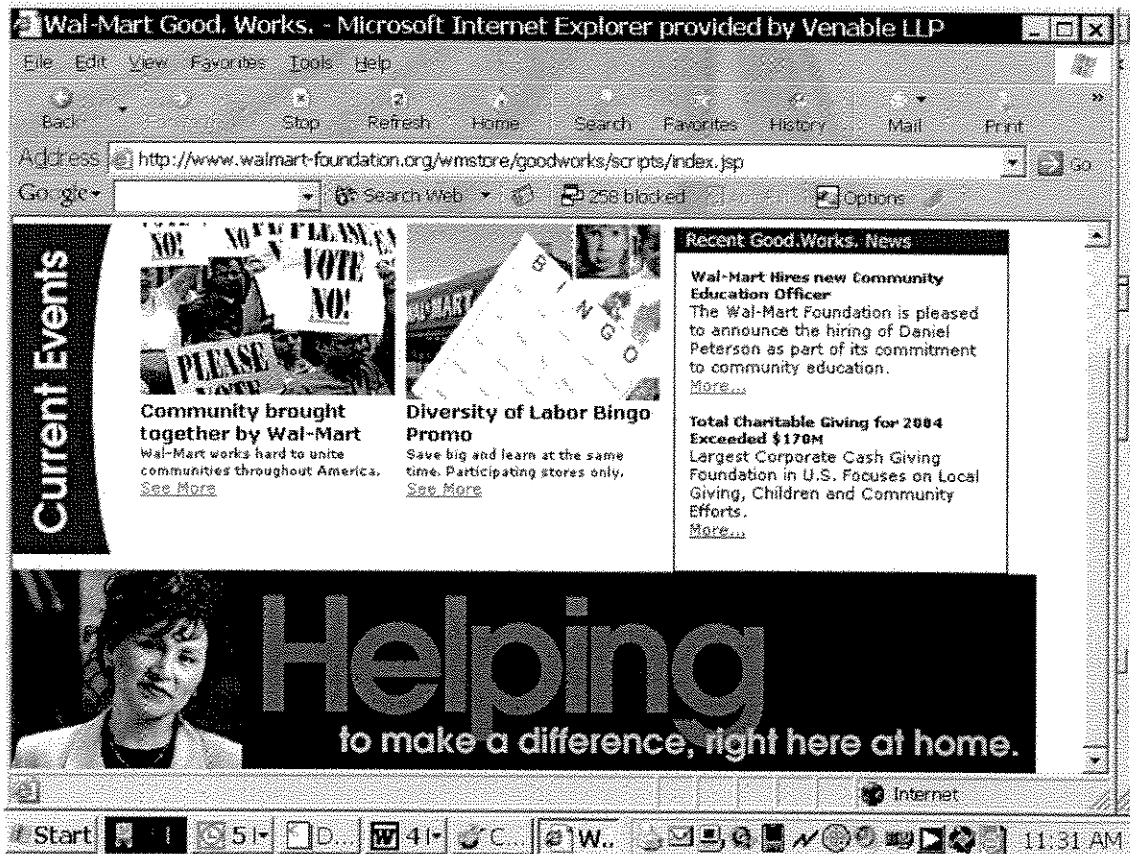 Wal-Mart Good. Works. - Microsoft Internet Explorer provided by Venable LLP
File Edit View Favorites Tools Help
Back Stop Refresh Home Search Favorites History Mail Print
Address http://www.walmart-foundation.org/wmstore/goodworks/scripts/index.jsp Go
Search Web 258 blocked Options
Current Events
NO! NO PLEASE
VOTE
NO!
PLEASE
VOTE
Community brought
together by Wal-Mart
Wal-Mart works hard to unite
communities throughout America.
See More
MART
BINGO
Diversity of Labor Bingo
Promo
Save big and learn at the same
time. Participating stores only.
See More
Recent Good.Works. News
Wal-Mart Hires new Community
Education Officer
The Wal-Mart Foundation is pleased
to announce the hiring of Daniel
Peterson as part of its commitment
to community education.
More...
Total Charitable Giving for 2004
Exceeded $170M
Largest Corporate Cash Giving
Foundation in U.S. Focuses on Local
Giving, Children and Community
Efforts.
More...
Helping
to make a difference, right here at home.
Internet
Start 5 D... 4 C... W.. 11:31 AM